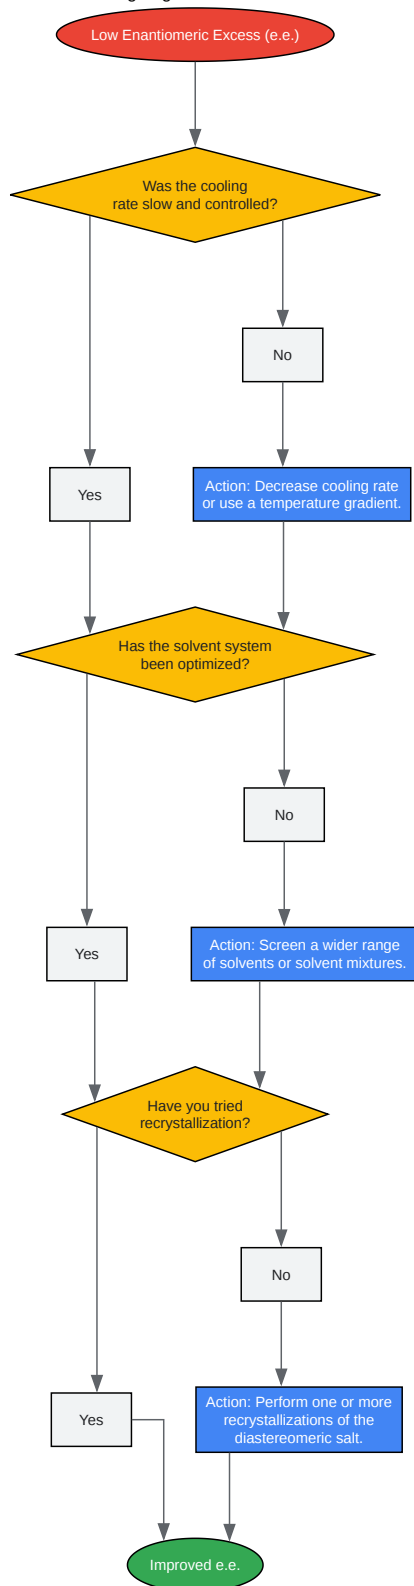 Low Enantiomeric Excess (e.e.)
Was the cooling
rate slow and controlled?
No
Yes
Action: Decrease cooling rate
or use a temperature gradient.
Has the solvent system
been optimized?
No
Yes
Action: Screen a wider range
of solvents or solvent mixtures.
Have you tried
recrystallization?
No
Yes
Action: Perform one or more
recrystallizations of the
diastereomeric salt.
Improved e.e.